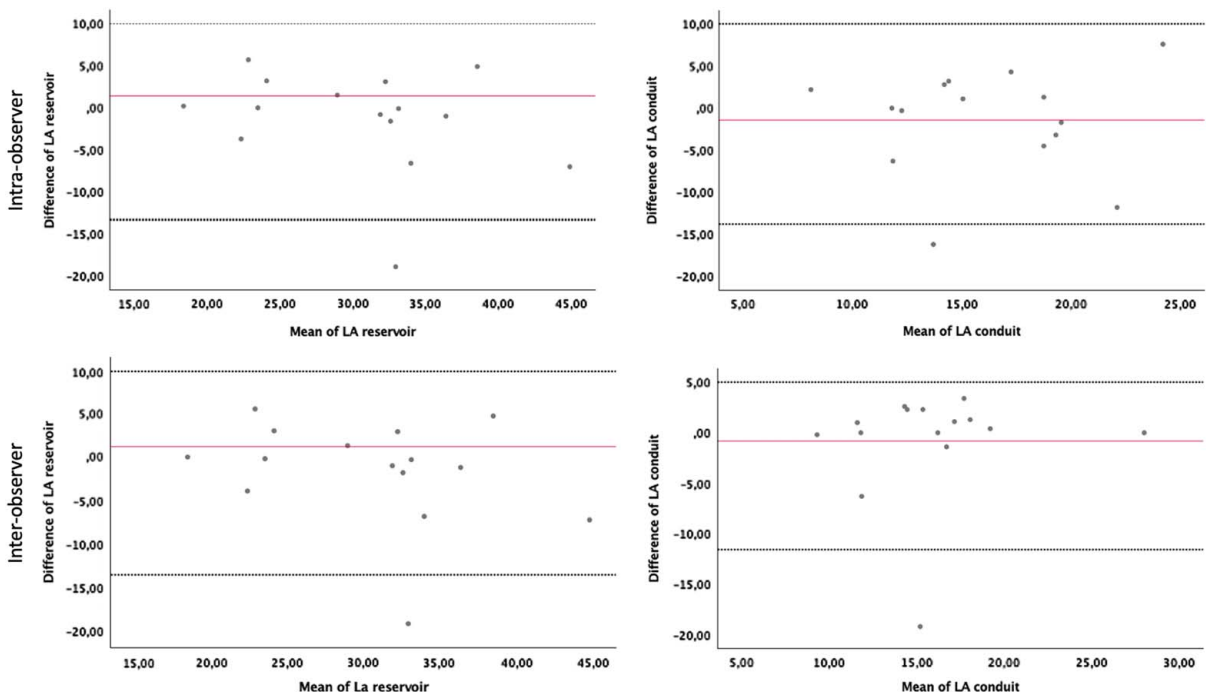 Intra-observer
Difference of LA reservoir
10,00
5,00
,00
-5,00
-10,00
-15,00
-20,00
15,00 20,00 25,00 30,00 35,00 40,00 45,00
Mean of LA reservoir
Difference of LA conduit
10,00
5,00
,00
-5,00
-10,00
-15,00
-20,00
5,00 10,00 15,00 20,00 25,00
Mean of LA conduit
Inter-observer
Difference of LA reservoir
10,00
5,00
,00
-5,00
-10,00
-15,00
-20,00
15,00 20,00 25,00 30,00 35,00 40,00 45,00
Mean of La reservoir
Difference of LA conduit
5,00
,00
-5,00
-10,00
-15,00
-20,00
5,00 10,00 15,00 20,00 25,00 30,00
Mean of LA conduit